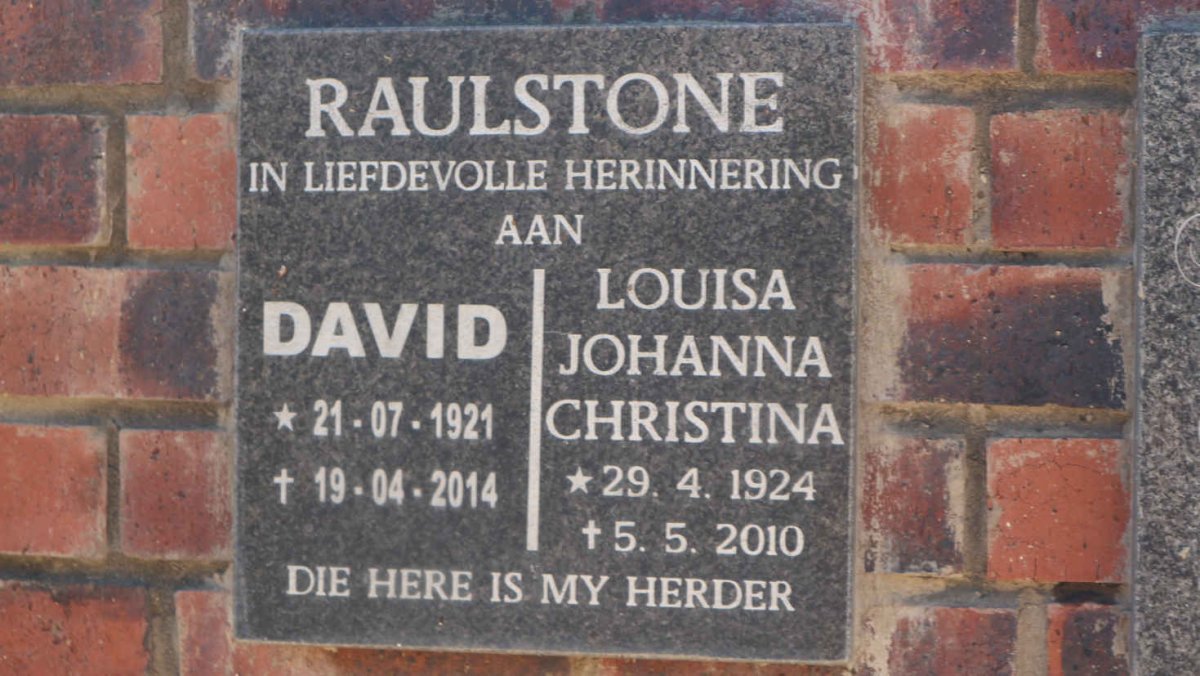 RAULSTONE
IN LIEFDEVOLLE HERINNERING
AAN
DAVID
★ 21 - 07 - 1921
† 19 - 04 - 2014
LOUISA
JOHANNA
CHRISTINA
★ 29. 4. 1924
† 5. 5. 2010
DIE HERE IS MY HERDER